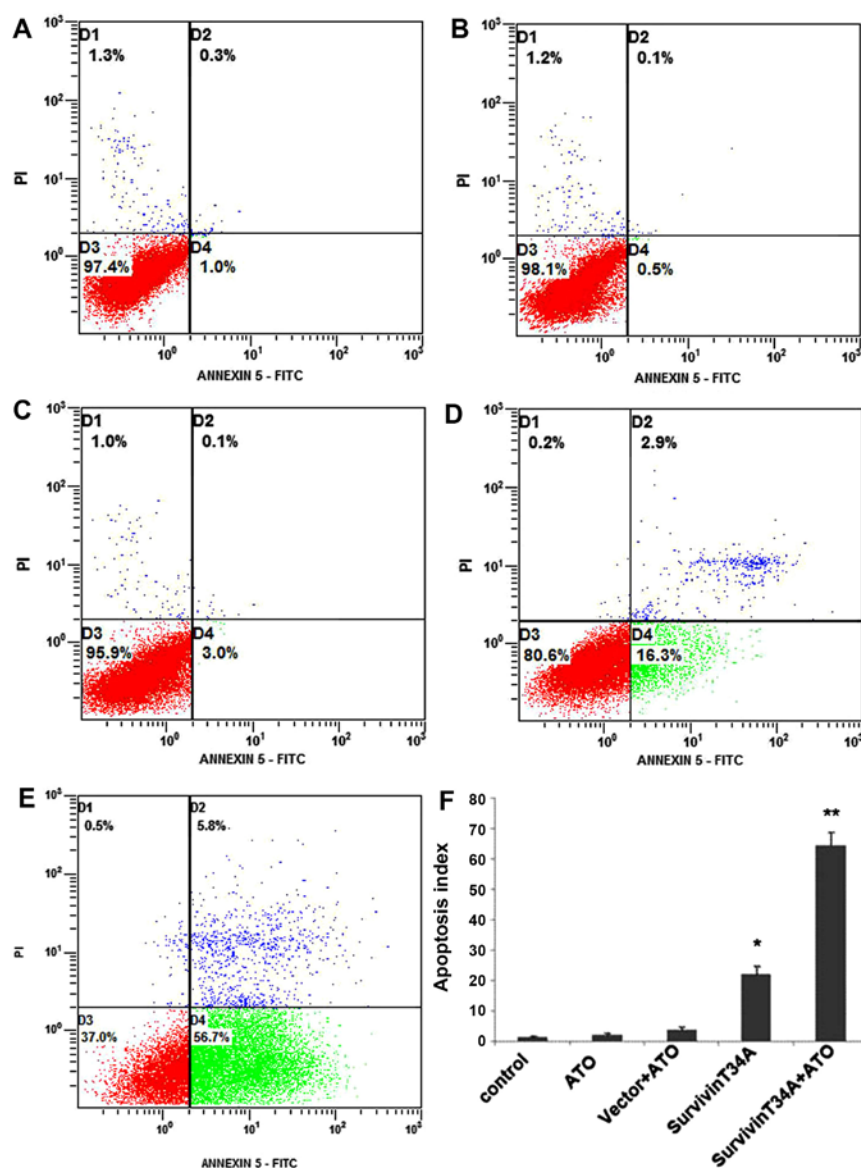 A
PI
10³
10²
10¹
10⁰
D1
1.3%
D2
0.3%
D3
97.4%
D4
1.0%
10⁰
10²
10³
ANNEXIN 5 - FITC
B
PI
10³
10²
10¹
10⁰
D1
1.2%
D2
0.1%
D3
98.1%
D4
0.5%
10⁰
10²
10³
ANNEXIN 5 - FITC
C
PI
10³
10²
10¹
10⁰
D1
1.0%
D2
0.1%
D3
95.9%
D4
3.0%
10⁰
10²
10³
ANNEXIN 5 - FITC
D
PI
10³
10²
10¹
10⁰
D1
0.2%
D2
2.9%
D3
80.6%
D4
16.3%
10⁰
10¹
10²
10³
ANNEXIN 5 - FITC
E
PI
10⁵
10²
10¹
10⁰
D1
0.5%
D2
5.8%
D3
37.0%
D4
56.7%
10⁰
10¹
10²
10³
ANNEXIN 5 - FITC
F
Apoptosis index
80
70
60
50
40
30
20
10
0
*
**
control
ATO
Vector+ATO
SurvivinT34A
SurvivinT34A+ATO